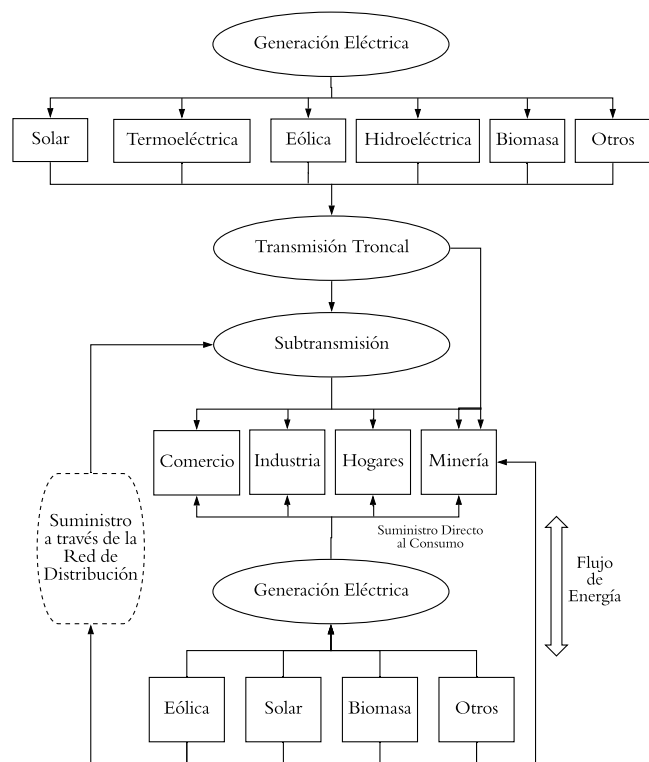 Generación Eléctrica
Solar
Termoeléctrica
Eólica
Hidroeléctrica
Biomasa
Otros
Transmisión Troncal
Subtransmisión
Comercio
Industria
Hogares
Minería
Suministro
a través de la
Red de
Distribución
Suministro Directo
al Consumo
Generación Eléctrica
Flujo
de
Energía
Eólica
Solar
Biomasa
Otros